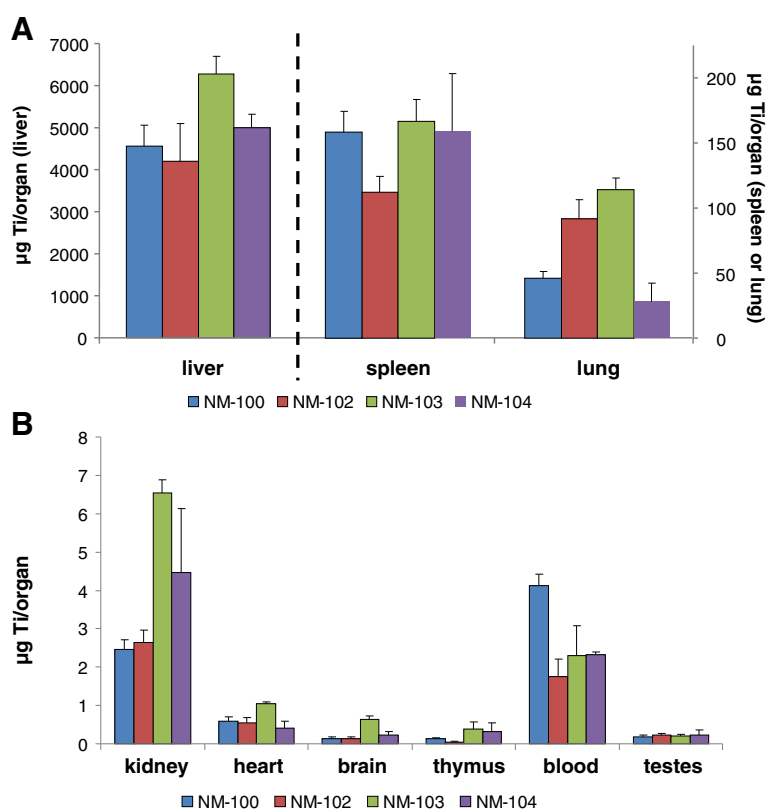 A
µg Ti/organ (liver)
7000
6000
5000
4000
3000
2000
1000
0
200
150
100
50
0
µg Ti/organ (spleen or lung)
liver spleen lung
NM-100 NM-102 NM-103 NM-104
B
µg Ti/organ
8
7
6
5
4
3
2
1
0
kidney heart brain thymus blood testes
NM-100 NM-102 NM-103 NM-104